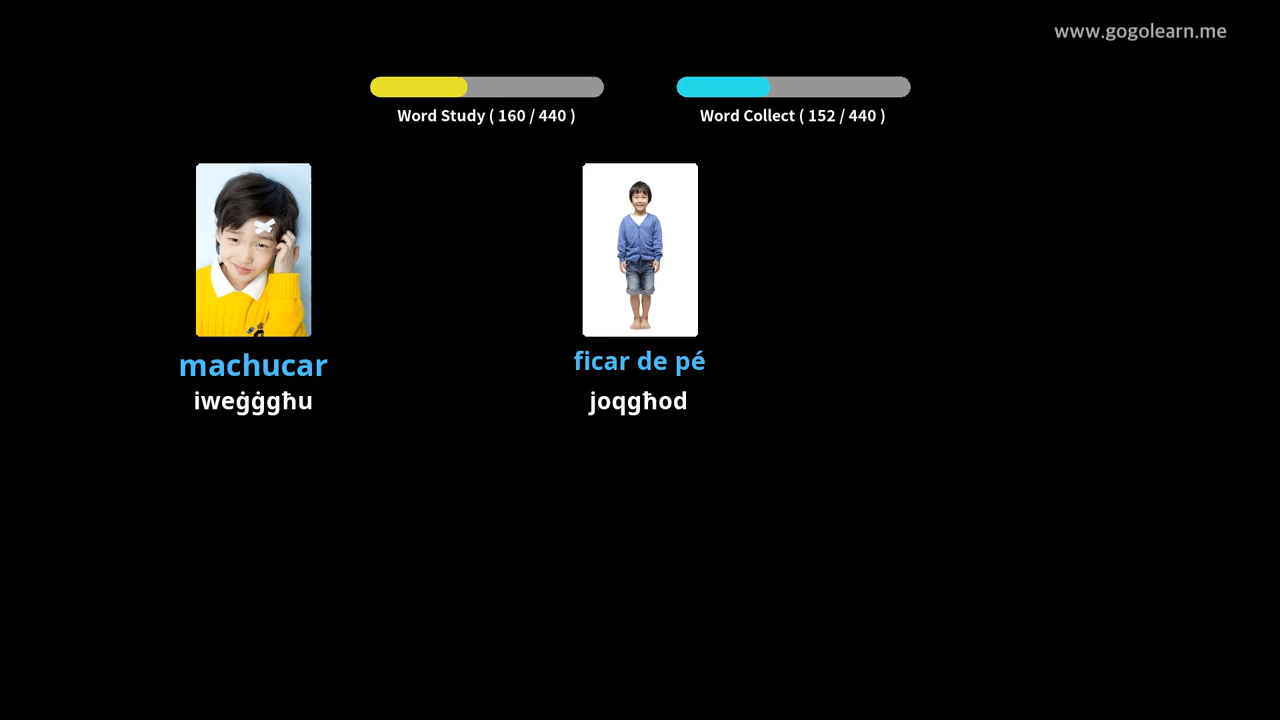 www.gogolearn.me
Word Study ( 160 / 440 )
Word Collect ( 152 / 440 )
machucar
iweġġgħu
ficar de pé
joqgħod